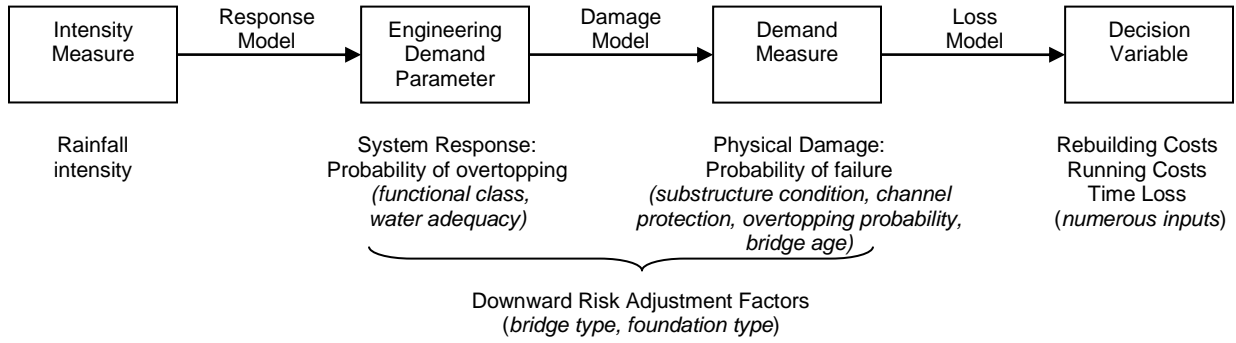 Intensity
Measure
Response
Model
Engineering
Demand
Parameter
Damage
Model
Demand
Measure
Loss
Model
Decision
Variable
Rainfall
intensity
System Response:
Probability of overtopping
(functional class,
water adequacy)
Physical Damage:
Probability of failure
(substructure condition, channel
protection, overtopping probability,
bridge age)
Rebuilding Costs
Running Costs
Time Loss
(numerous inputs)
Downward Risk Adjustment Factors
(bridge type, foundation type)